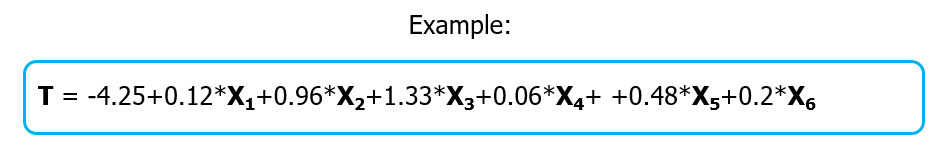 Example:
T = -4.25+0.12*X₁+0.96*X₂+1.33*X₃+0.06*X₄+ +0.48*X₅+0.2*X₆